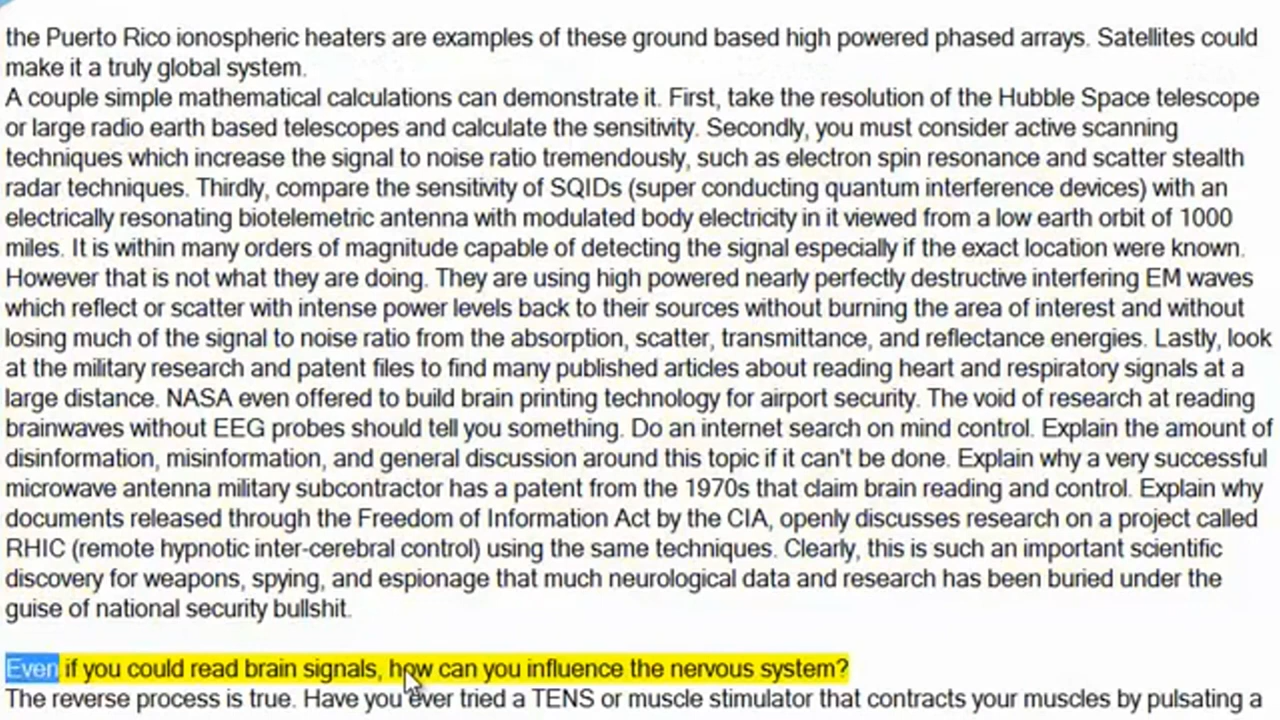 the Puerto Rico ionospheric heaters are examples of these ground based high powered phased arrays. Satellites could
make it a truly global system.
A couple simple mathematical calculations can demonstrate it. First, take the resolution of the Hubble Space telescope
or large radio earth based telescopes and calculate the sensitivity. Secondly, you must consider active scanning
techniques which increase the signal to noise ratio tremendously, such as electron spin resonance and scatter stealth
radar techniques. Thirdly, compare the sensitivity of SQIDs (super conducting quantum interference devices) with an
electrically resonating biotelemetric antenna with modulated body electricity in it viewed from a low earth orbit of 1000
miles. It is within many orders of magnitude capable of detecting the signal especially if the exact location were known.
However that is not what they are doing. They are using high powered nearly perfectly destructive interfering EM waves
which reflect or scatter with intense power levels back to their sources without burning the area of interest and without
losing much of the signal to noise ratio from the absorption, scatter, transmittance, and reflectance energies. Lastly, look
at the military research and patent files to find many published articles about reading heart and respiratory signals at a
large distance. NASA even offered to build brain printing technology for airport security. The void of research at reading
brainwaves without EEG probes should tell you something. Do an internet search on mind control. Explain the amount of
disinformation, misinformation, and general discussion around this topic if it can't be done. Explain why a very successful
microwave antenna military subcontractor has a patent from the 1970s that claim brain reading and control. Explain why
documents released through the Freedom of Information Act by the CIA, openly discusses research on a project called
RHIC (remote hypnotic inter-cerebral control) using the same techniques. Clearly, this is such an important scientific
discovery for weapons, spying, and espionage that much neurological data and research has been buried under the
guise of national security bullshit.
Even if you could read brain signals, how can you influence the nervous system?
The reverse process is true. Have you ever tried a TENS or muscle stimulator that contracts your muscles by pulsating a